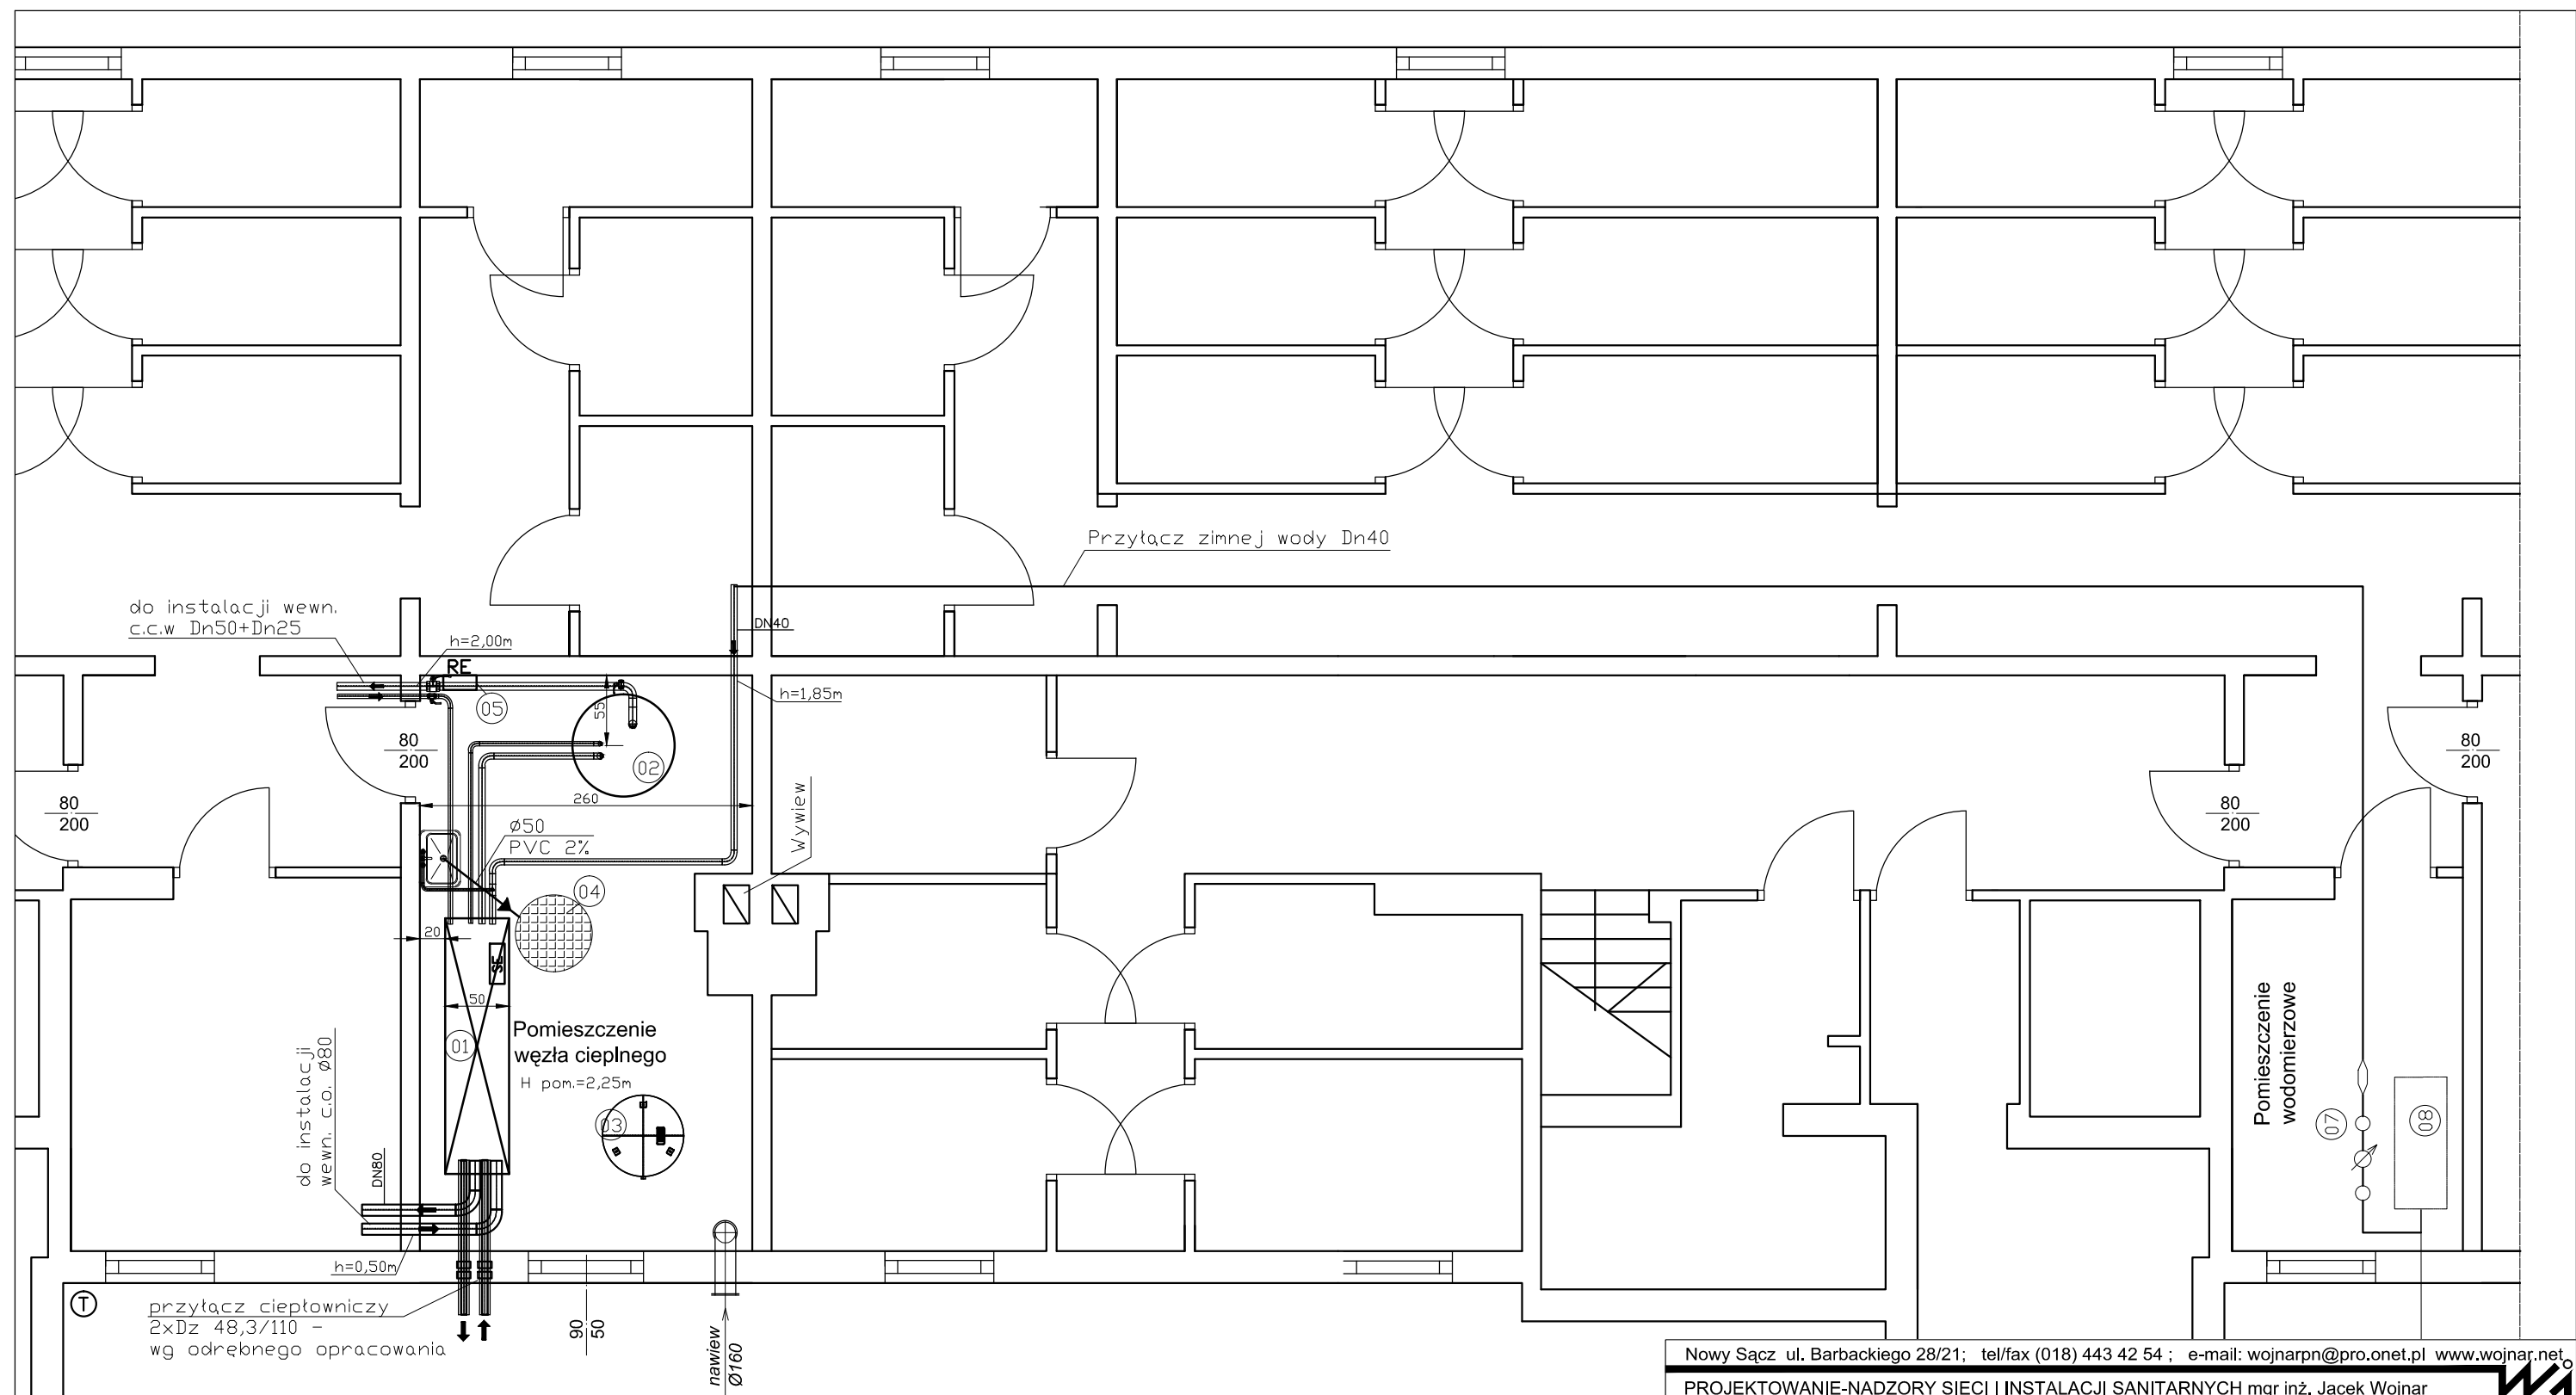 Przyłącz zimnej wody Dn40
do instalacji wewn.
c.c.w Dn50+Dn25
h=2,00m
RE
05
DN40
h=1,85m
55
02
80
200
80
200
260
Ø50
PVC 2%
Wywiew
04
20
SE
50
01
Pomieszczenie
węzła cieplnego
H pom.=2,25m
03
do instalacji
wewn. c.o. Ø80
DN80
h=0,50m
T
przyłącz ciepłowniczy
2xDz 48,3/110 -
wg odrębnego opracowania
90
50
nawiew
Ø160
80
200
80
200
Pomieszczenie
wodomierzowe
07
08
Nowy Sącz ul. Barbackiego 28/21; tel/fax (018) 443 42 54 ; e-mail: wojnarpn@pro.onet.pl www.wojnar.net
PROJEKTOWANIE-NADZORY SIECI I INSTALACJI SANITARNYCH mgr inż. Jacek Wojnar